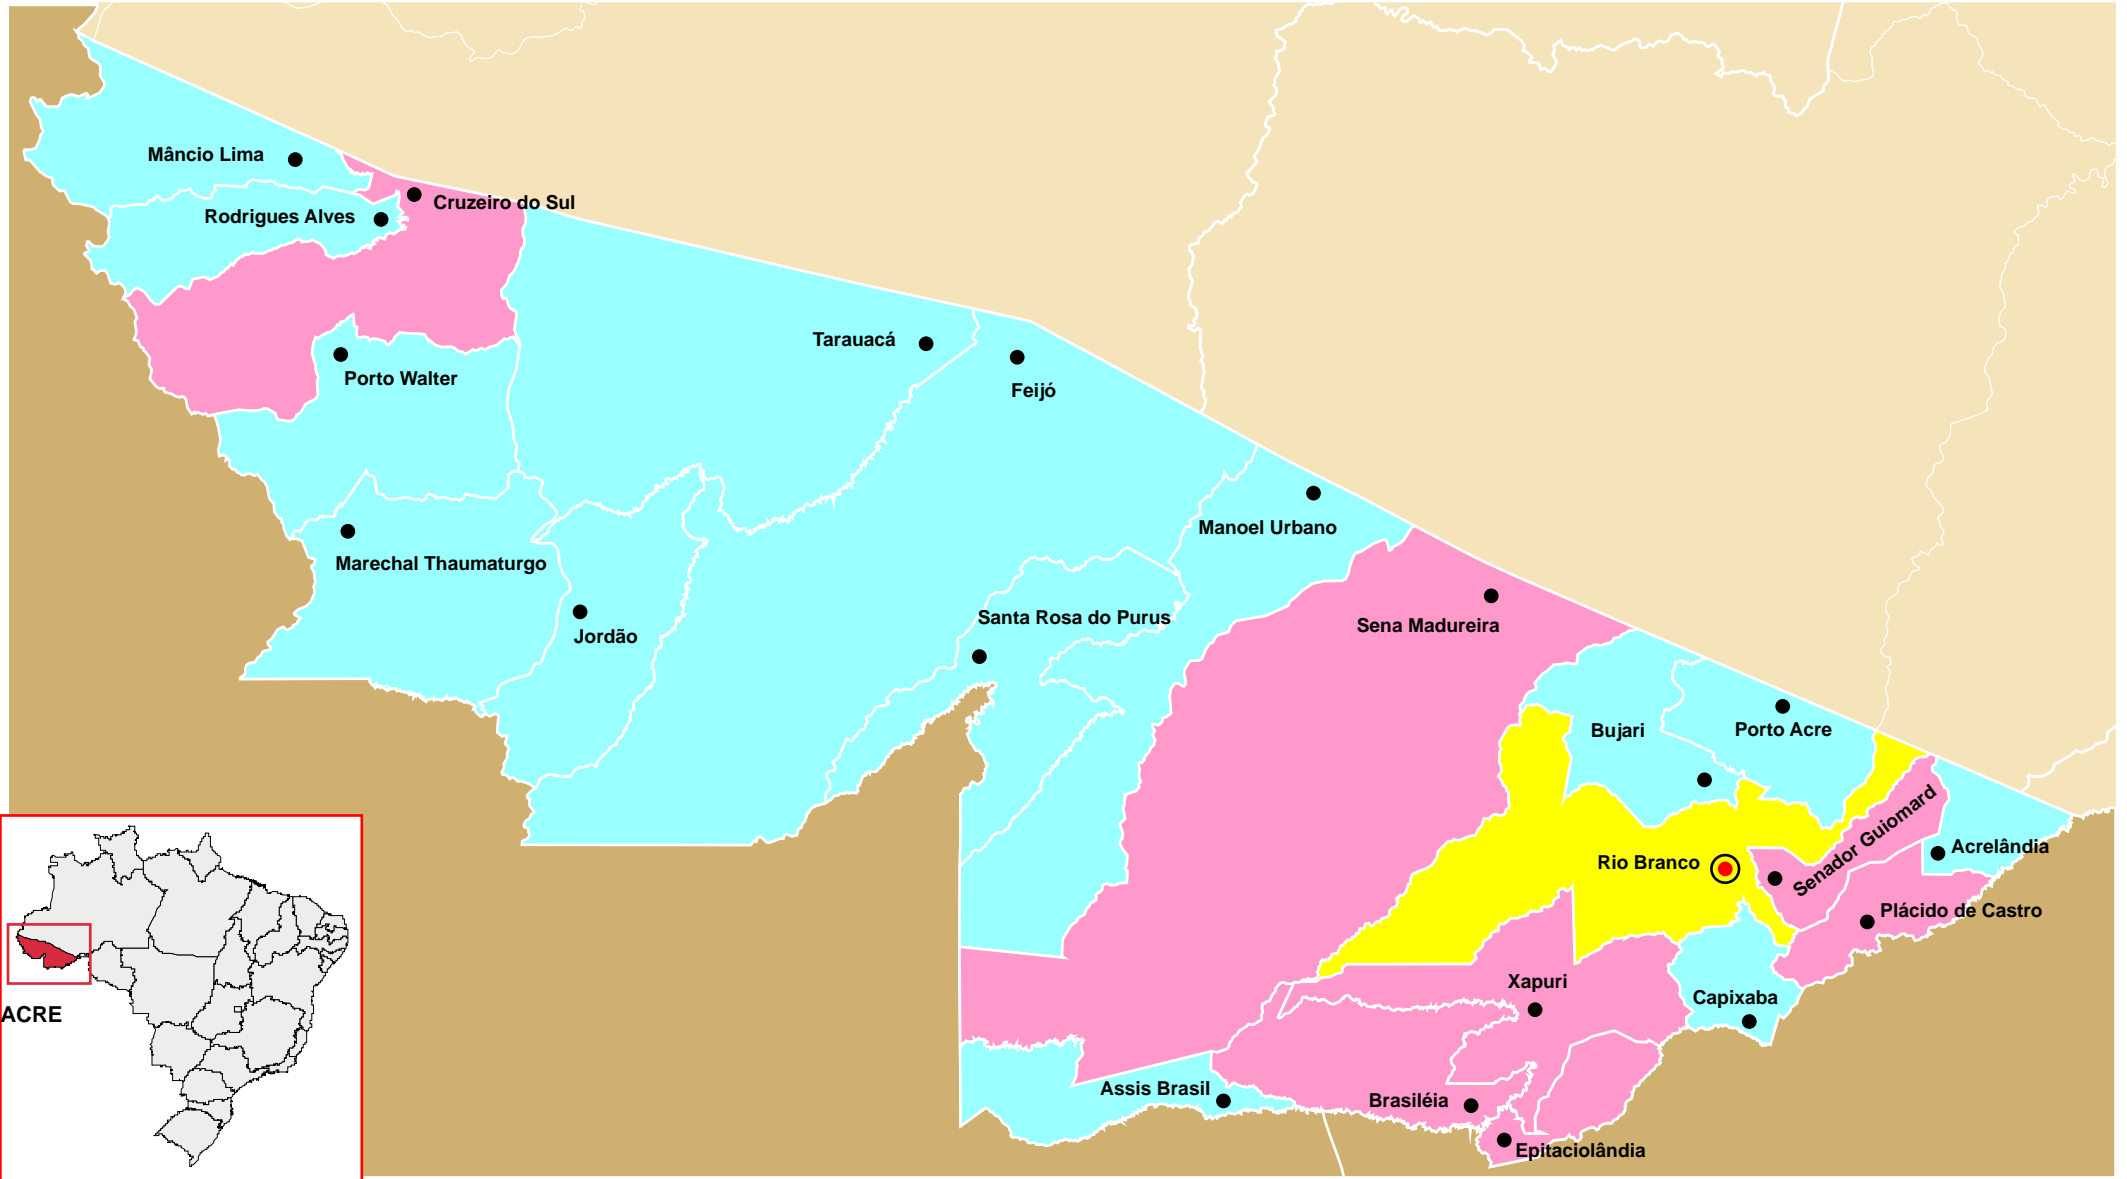 Mâncio Lima
Cruzeiro do Sul
Rodrigues Alves
Tarauacá
Porto Walter
Feijó
Manoel Urbano
Marechal Thaumaturgo
Santa Rosa do Purus
Sena Madureira
Jordão
Bujari
Porto Acre
Senador Guiomard
Acrelândia
Rio Branco
Plácido de Castro
Xapuri
Capixaba
ACRE
Assis Brasil
Brasiléia
Epitaciolândia